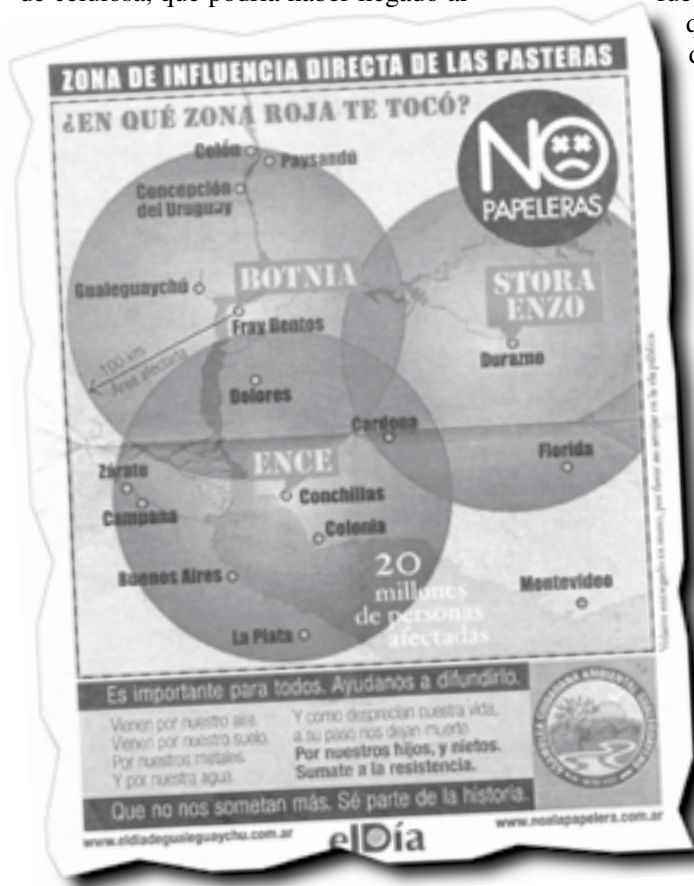 de celulosa, que podría haber llegado al
ZONA DE INFLUENCIA DIRECTA DE LAS PASTERAS
¿EN QUÉ ZONA ROJA TE TOCÓ?
NO
PAPELERAS
Colón
Paysandú
Concepción
del Uruguay
Gualeguaychú
BOTNIA
Fray Bentos
100 km
Area afectada
STORA
ENZO
Durazno
Dolores
Cardona
Florida
ENCE
Zárate
Conchillas
Campana
Colonia
Buenos Aires
La Plata
20
millones
de personas
afectadas
Montevideo
Es importante para todos. Ayudanos a difundirlo.
Vienen por nuestro aire.
Vienen por nuestro suelo.
Por nuestros metales.
Y por nuestra agua.
Y como desprecian nuestra vida,
a su paso nos dejan muerte.
Por nuestros hijos, y nietos.
Sumate a la resistencia.
Que no nos sometan más. Sé parte de la historia.
www.eldiadegualeguaychu.com.ar
elDía
www.noalapapelera.com.ar